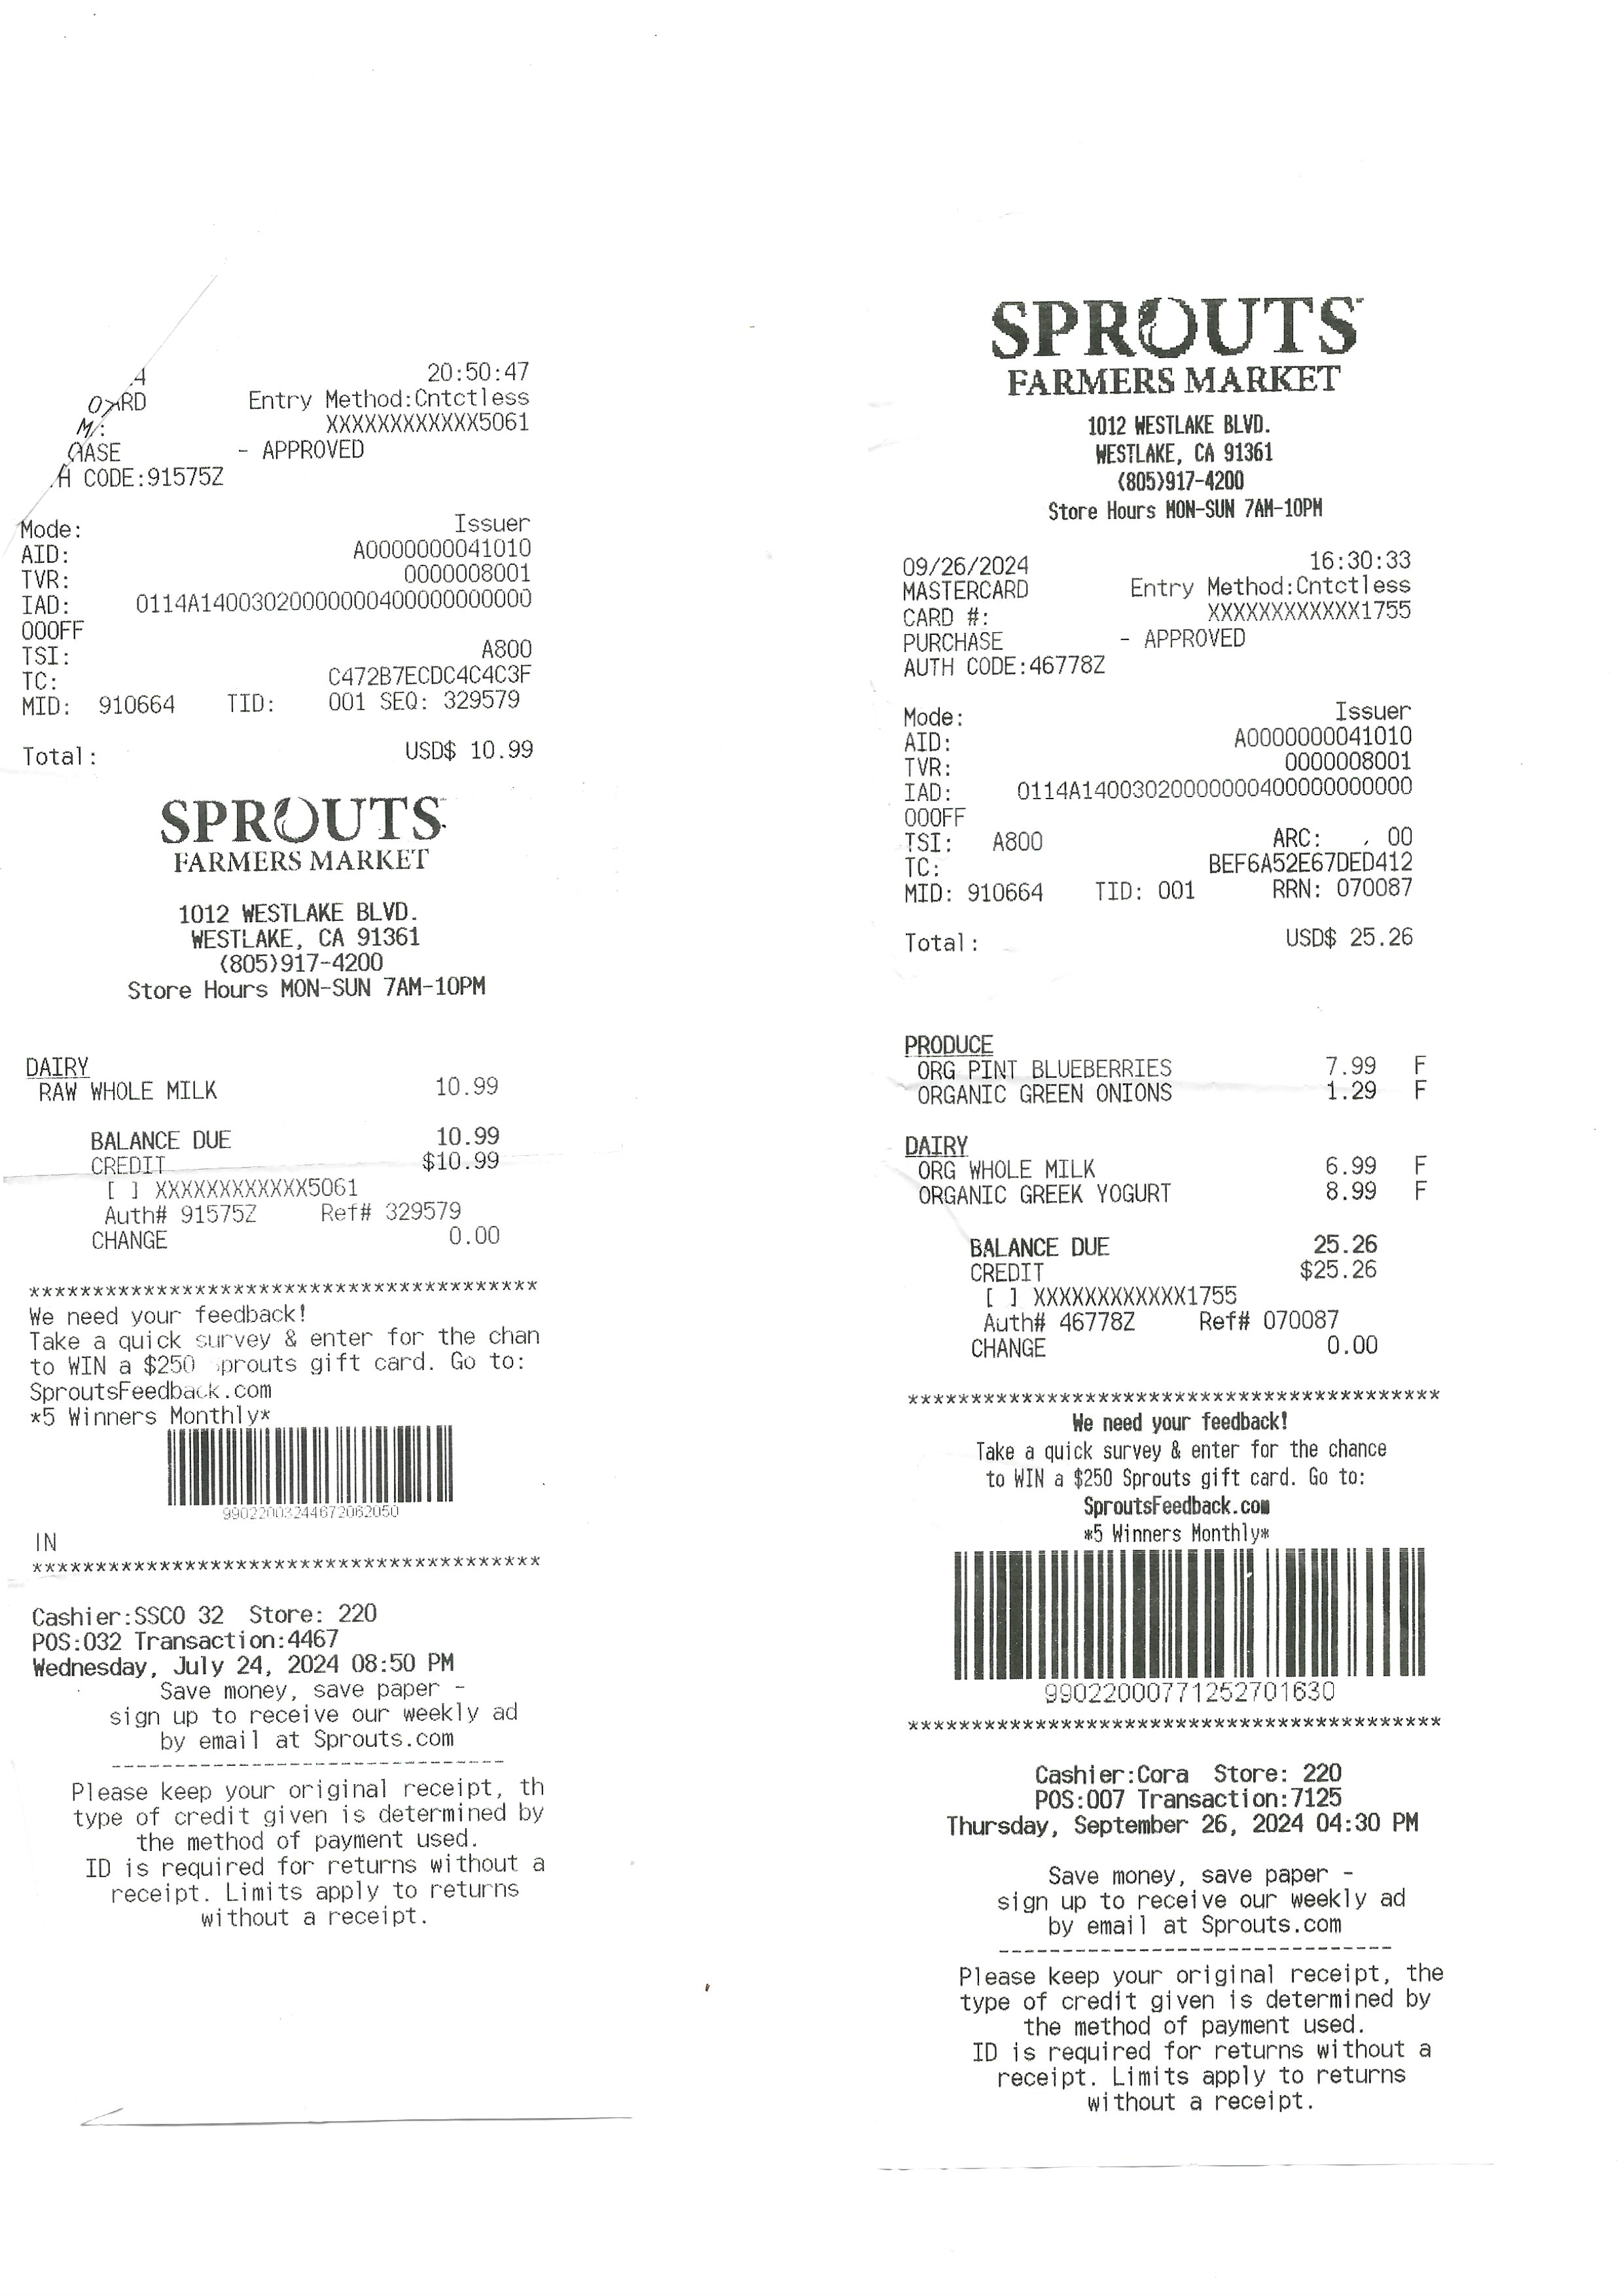 20:50:47
Entry Method:Cntctless
XXXXXXXXXXXX5061
- APPROVED
CODE:91575Z
Mode: Issuer
AID: A0000000041010
TVR: 0000008001
IAD: 0114A14003020000000400000000000
000FF
TSI: A800
TC: C472B7ECDC4C4C3F
MID: 910664 TID: 001 SEQ: 329579
Total: USD$ 10.99
SPROUTS
FARMERS MARKET
1012 WESTLAKE BLVD.
WESTLAKE, CA 91361
(805)917-4200
Store Hours MON-SUN 7AM-10PM
DAIRY
RAW WHOLE MILK 10.99
BALANCE DUE 10.99
CREDIT $10.99
[ ] XXXXXXXXXXXX5061
Auth# 91575Z Ref# 329579
CHANGE 0.00
****************************************
We need your feedback!
Take a quick survey & enter for the chan
to WIN a $250 prouts gift card. Go to:
SproutsFeedback.com
*5 Winners Monthly*
99022003244672062050
IN
****************************************
Cashier:SSCO 32 Store: 220
POS:032 Transaction:4467
Wednesday, July 24, 2024 08:50 PM
Save money, save paper -
sign up to receive our weekly ad
by email at Sprouts.com
-------------------------------
Please keep your original receipt, th
type of credit given is determined by
the method of payment used.
ID is required for returns without a
receipt. Limits apply to returns
without a receipt.
SPROUTS
FARMERS MARKET
1012 WESTLAKE BLVD.
WESTLAKE, CA 91361
(805)917-4200
Store Hours MON-SUN 7AM-10PM
09/26/2024 16:30:33
MASTERCARD Entry Method:Cntctless
CARD #: XXXXXXXXXXXX1755
PURCHASE - APPROVED
AUTH CODE:46778Z
Mode: Issuer
AID: A0000000041010
TVR: 0000008001
IAD: 0114A14003020000000400000000000
000FF
TSI: A800 ARC: 00
TC: BEF6A52E67DED412
MID: 910664 TID: 001 RRN: 070087
Total: USD$ 25.26
PRODUCE
ORG PINT BLUEBERRIES 7.99 F
ORGANIC GREEN ONIONS 1.29 F
DAIRY
ORG WHOLE MILK 6.99 F
ORGANIC GREEK YOGURT 8.99 F
BALANCE DUE 25.26
CREDIT $25.26
[ ] XXXXXXXXXXXX1755
Auth# 46778Z Ref# 070087
CHANGE 0.00
******************************************
We need your feedback!
Take a quick survey & enter for the chance
to WIN a $250 Sprouts gift card. Go to:
SproutsFeedback.com
*5 Winners Monthly*
99022000771252701630
******************************************
Cashier:Cora Store: 220
POS:007 Transaction:7125
Thursday, September 26, 2024 04:30 PM
Save money, save paper -
sign up to receive our weekly ad
by email at Sprouts.com
-------------------------------
Please keep your original receipt, the
type of credit given is determined by
the method of payment used.
ID is required for returns without a
receipt. Limits apply to returns
without a receipt.